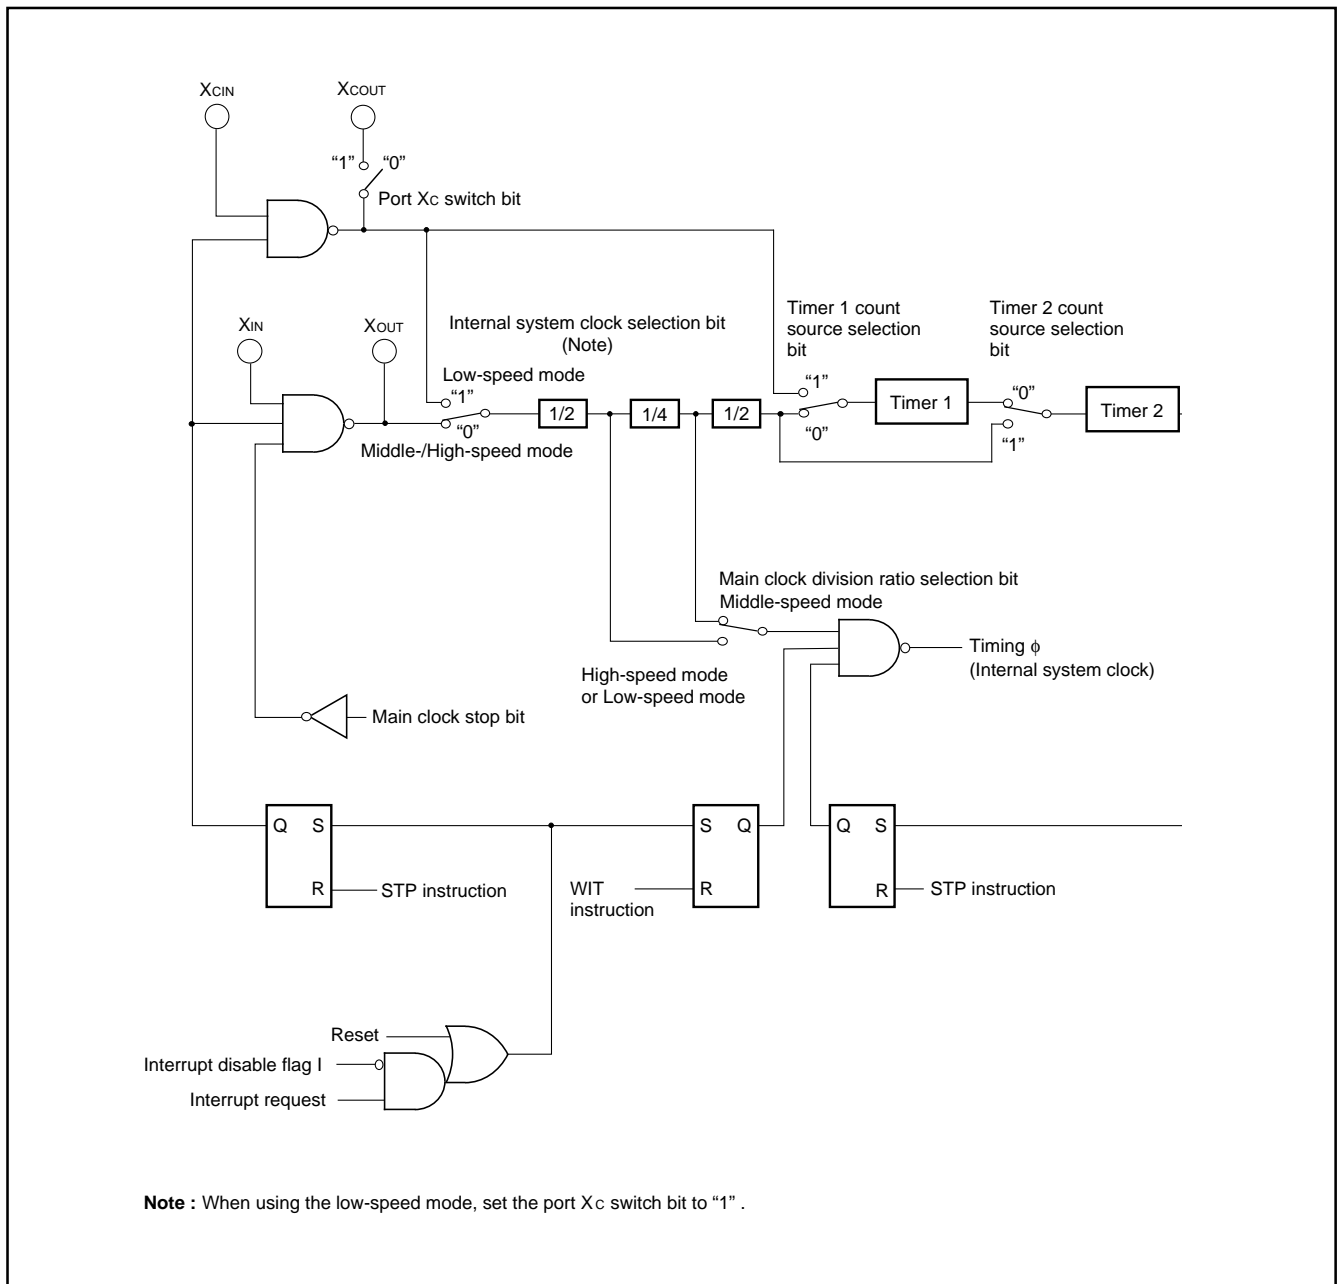 XCIN
XCOUT
“1” “0”
Port XC switch bit
XIN
XOUT
Internal system clock selection bit
(Note)
Low-speed mode
“1”
“0”
Middle-/High-speed mode
1/2
1/4
1/2
Timer 1 count
source selection
bit
“1”
“0”
Timer 1
Timer 2 count
source selection
bit
“0”
“1”
Timer 2
Main clock division ratio selection bit
Middle-speed mode
High-speed mode
or Low-speed mode
Timing ϕ
(Internal system clock)
Main clock stop bit
Q S
R
STP instruction
S Q
R
WIT
instruction
Q S
R
STP instruction
Reset
Interrupt disable flag I
Interrupt request
Note : When using the low-speed mode, set the port XC switch bit to “1” .